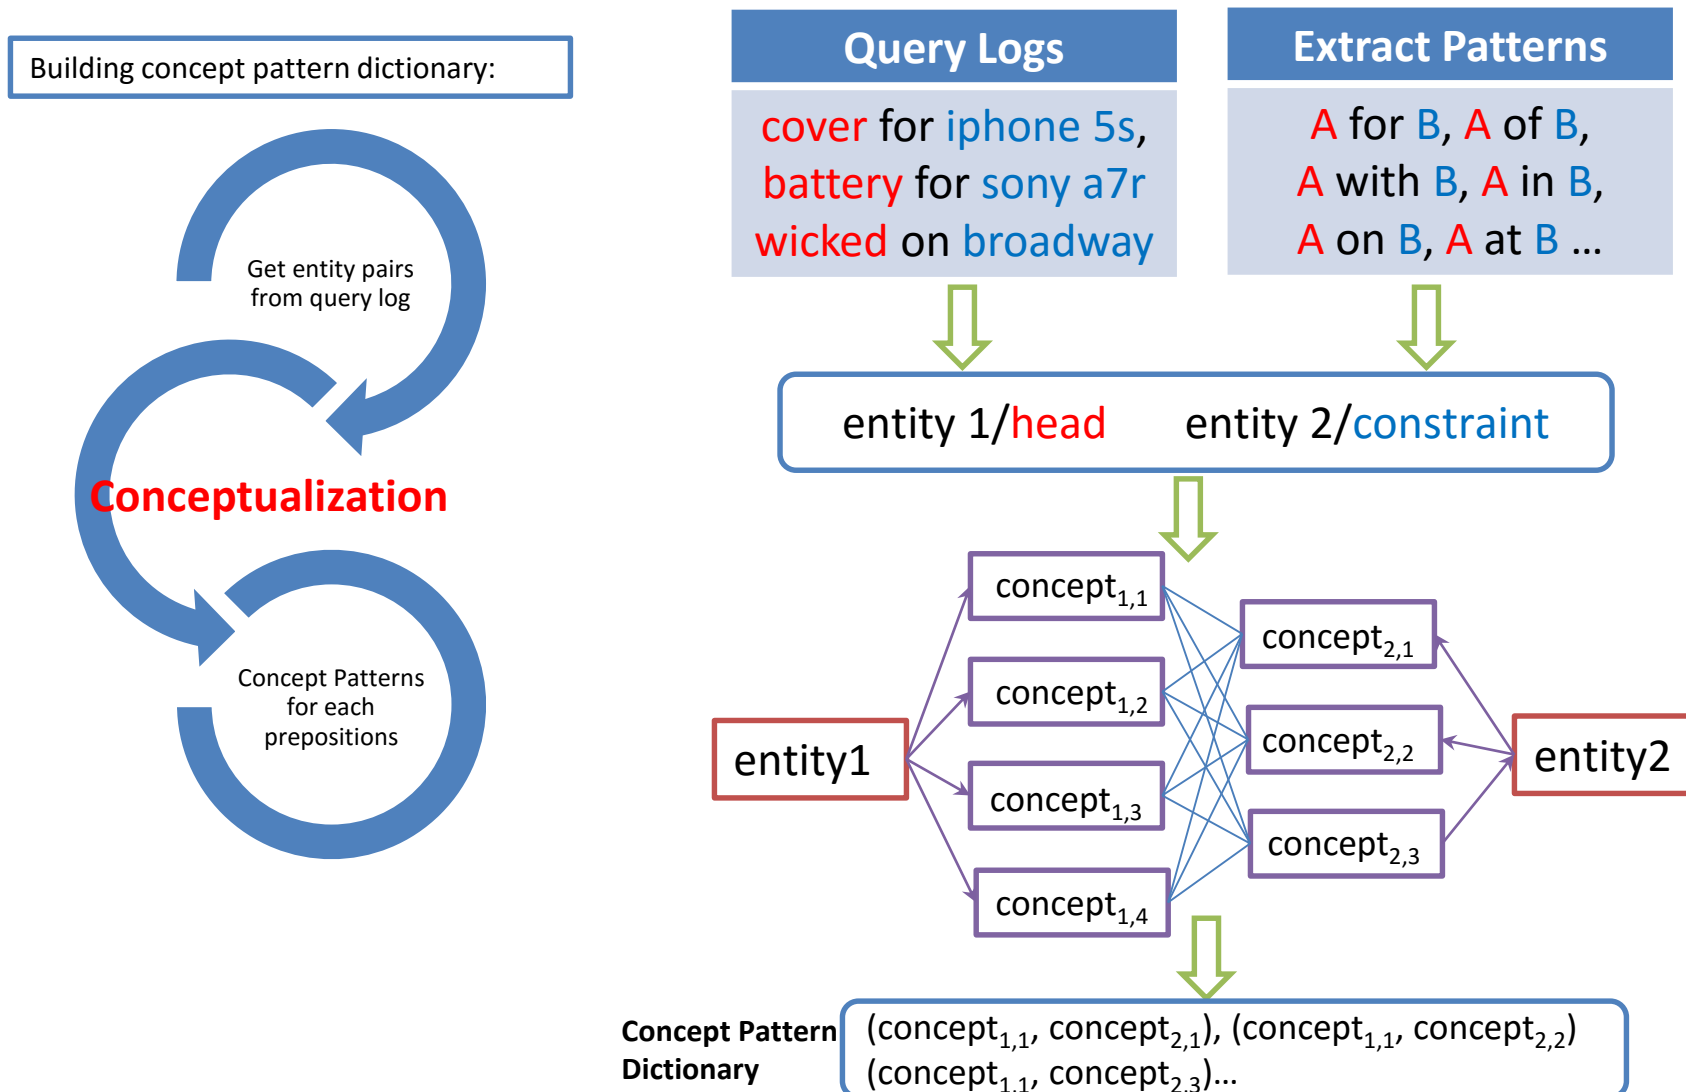 Building concept pattern dictionary:
Get entity pairs
from query log
Conceptualization
Concept Patterns
for each
prepositions
Query Logs
cover for iphone 5s,
battery for sony a7r
wicked on broadway
Extract Patterns
A for B, A of B,
A with B, A in B,
A on B, A at B ...
entity 1/head entity 2/constraint
concept1,1
concept2,1
concept1,2
concept2,2
entity1
entity2
concept1,3
concept2,3
concept1,4
Concept Pattern
Dictionary
(concept1,1, concept2,1), (concept1,1, concept2,2)
(concept1,1, concept2,3)...